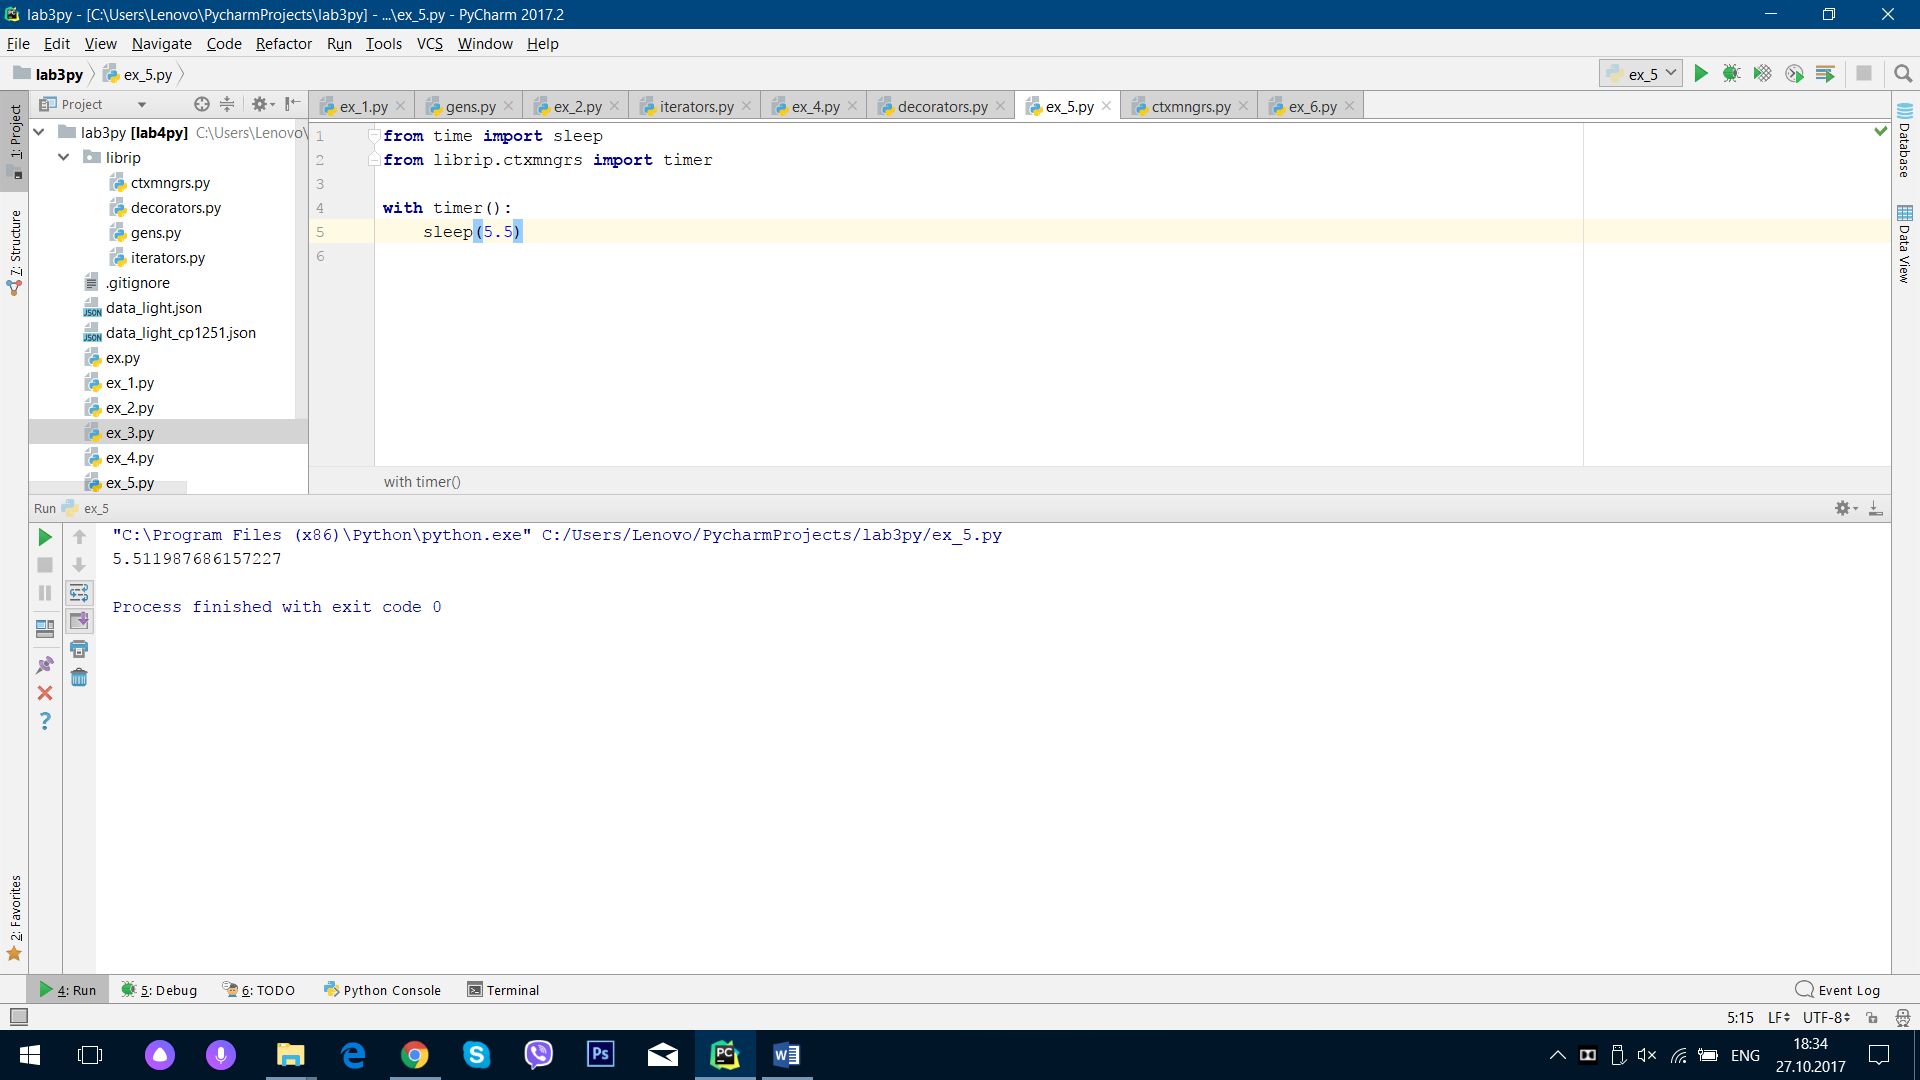 lab3py - [C:\Users\Lenovo\PycharmProjects\lab3py] - ...\ex_5.py - PyCharm 2017.2
File Edit View Navigate Code Refactor Run Tools VCS Window Help
lab3py ex_5.py ex_5
1: Project
7: Structure
2: Favorites
Project
lab3py [lab4py] C:\Users\Lenovo\
librip
ctxmngrs.py
decorators.py
gens.py
iterators.py
.gitignore
data_light.json
data_light_cp1251.json
ex.py
ex_1.py
ex_2.py
ex_3.py
ex_4.py
ex_5.py
ex_1.py gens.py ex_2.py iterators.py ex_4.py decorators.py ex_5.py ctxmngrs.py ex_6.py
1 from time import sleep
2 from librip.ctxmngrs import timer
3
4 with timer():
5 sleep(5.5)
6
with timer()
Database
Data View
Run ex_5
"C:\Program Files (x86)\Python\python.exe" C:/Users/Lenovo/PycharmProjects/lab3py/ex_5.py
5.511987686157227
Process finished with exit code 0
4: Run 5: Debug 6: TODO Python Console Terminal Event Log
5:15 LF UTF-8
ENG 18:34
27.10.2017